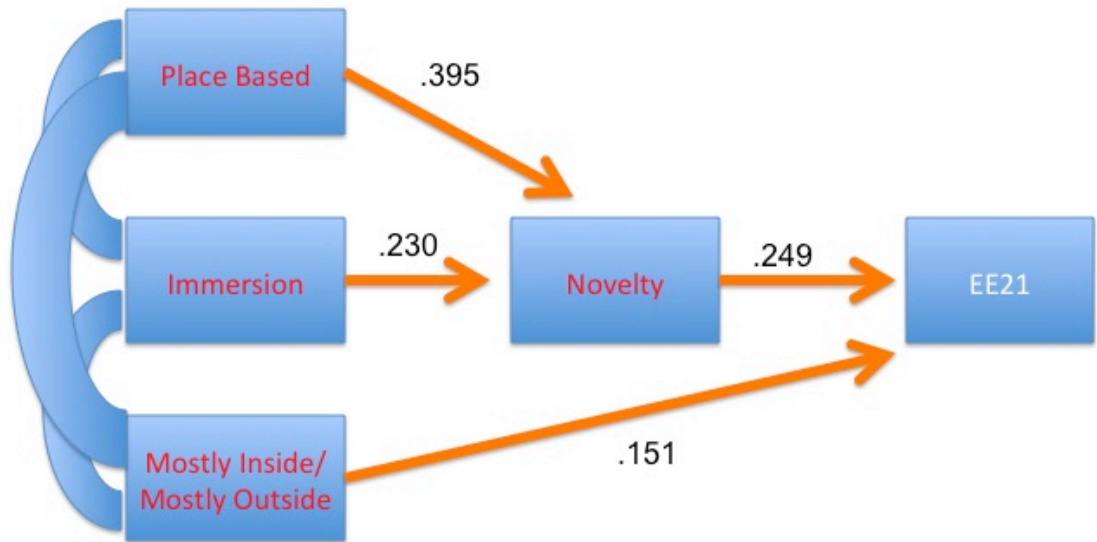 Place Based
.395
.230
.249
Immersion
Novelty
EE21
Mostly Inside/
Mostly Outside
.151